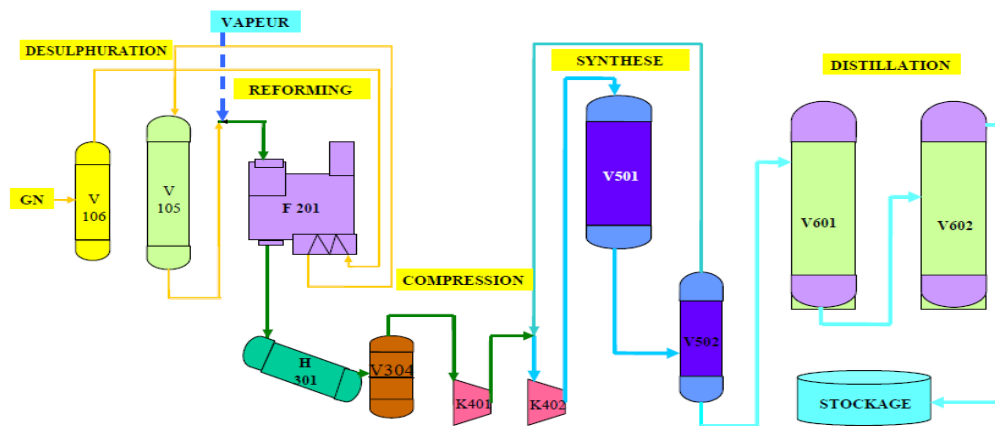 VAPEUR
DESULPHURATION
REFORMING
SYNTHESE
DISTILLATION
GN
V
106
V
105
F 201
V501
V601
V602
COMPRESSION
H
301
V304
V502
K401
K402
STOCKAGE